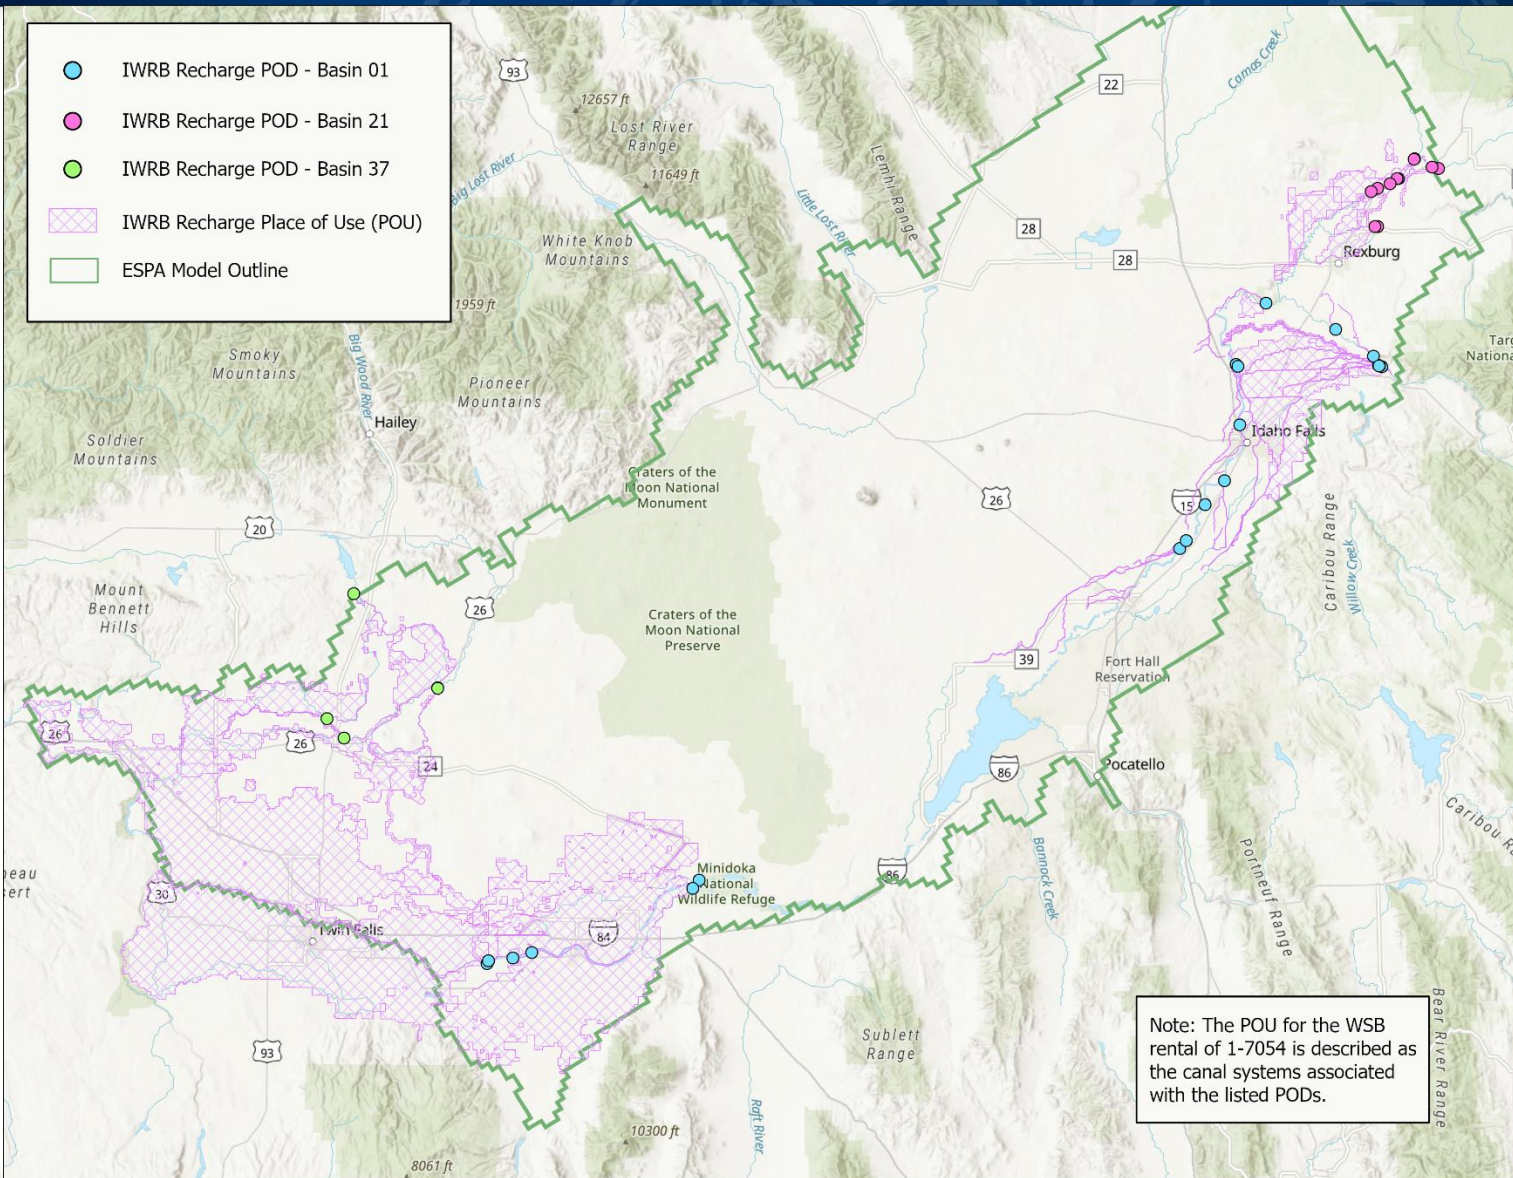 IWRB Recharge POD - Basin 01
IWRB Recharge POD - Basin 21
IWRB Recharge POD - Basin 37
IWRB Recharge Place of Use (POU)
ESPA Model Outline
93
12657 ft
Lost River
Range
11649 ft
Big Lost River
White Knob
Mountains
Little Lost River
Lemhi Range
22
Camas Creek
28
28
Rexburg
1959 ft
Smoky
Mountains
Big Wood River
Pioneer
Mountains
Hailey
Soldier
Mountains
Craters of the
Moon National
Monument
Idaho Falls
Targ
Nationa
20
26
15
Caribou Range
Willow Creek
Mount
Bennett
Hills
26
Craters of the
Moon National
Preserve
39
Fort Hall
Reservation
26
26
24
86
Pocatello
Caribou R
neau
sert
30
Minidoka
National
Wildlife Refuge
86
Bannock Creek
Portneuf Range
Twin Falls
84
93
Sublett
Range
Raft River
10300 ft
8061 ft
Bear River Range
Note: The POU for the WSB
rental of 1-7054 is described as
the canal systems associated
with the listed PODs.